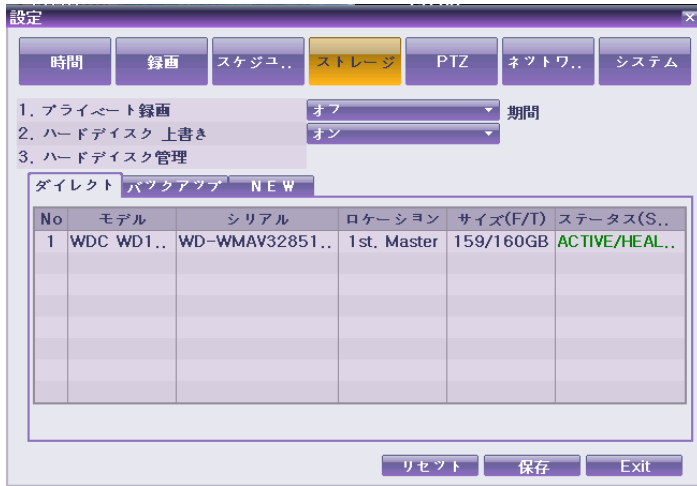 設定
時間 録画 スケジュ.. ストレージ PTZ ネットワ.. システム
1. プライベート録画 オフ 期間
2. ハードディスク 上書き オン
3. ハードディスク管理
ダイレクト バックアップ NEW
No モデル シリアル ロケーション サイズ(F/T) ステータス(S..
1 WDC WD1.. WD-WMAV32851.. 1st. Master 159/160GB ACTIVE/HEAL..
リセット 保存 Exit